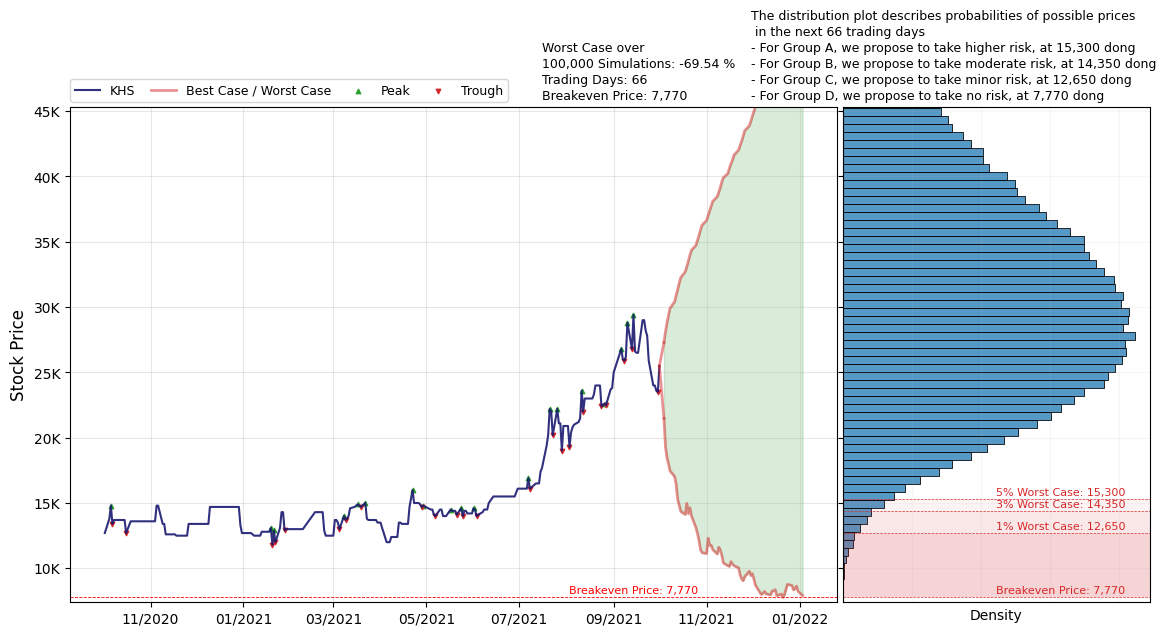 The distribution plot describes probabilities of possible prices
in the next 66 trading days
- For Group A, we propose to take higher risk, at 15,300 dong
- For Group B, we propose to take moderate risk, at 14,350 dong
- For Group C, we propose to take minor risk, at 12,650 dong
- For Group D, we propose to take no risk, at 7,770 dong
Worst Case over
100,000 Simulations: -69.54 %
Trading Days: 66
Breakeven Price: 7,770
KHS
Best Case / Worst Case
Peak
Trough
Stock Price
45K
40K
35K
30K
25K
20K
15K
10K
Breakeven Price: 7,770
11/2020
01/2021
03/2021
05/2021
07/2021
09/2021
11/2021
01/2022
5% Worst Case: 15,300
3% Worst Case: 14,350
1% Worst Case: 12,650
Breakeven Price: 7,770
Density